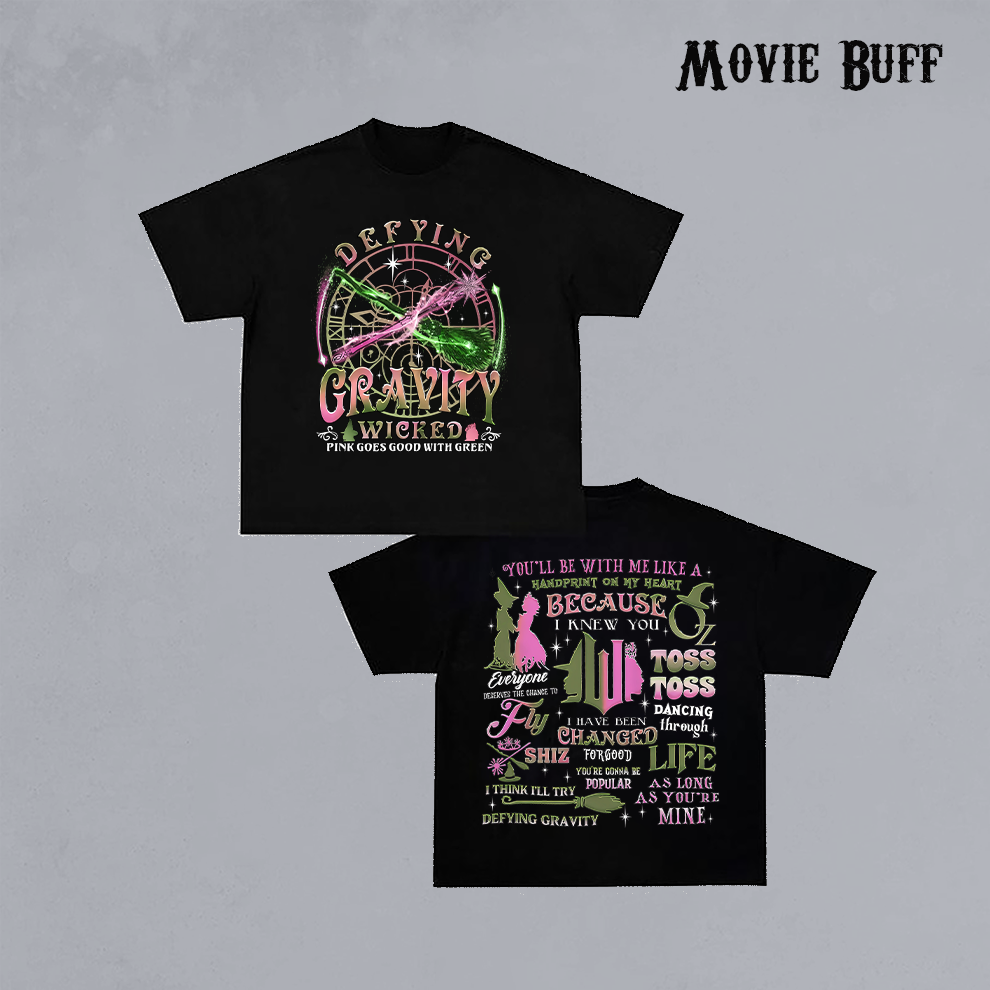 MOVIE BUFF
DEFYING
GRAVITY
WICKED
PINK GOES GOOD WITH GREEN
YOU'LL BE WITH ME LIKE A
HANDPRINT ON MY HEART
BECAUSE
I KNEW YOU
OZ
TOSS
TOSS
Everyone
DESERVES THE CHANCE TO
Fly
DANCING
through
LIFE
I HAVE BEEN
CHANGED
FOR GOOD
SHIZ
YOU'RE GONNA BE
POPULAR
AS LONG
AS YOU'RE
MINE
I THINK I'LL TRY
DEFYING GRAVITY